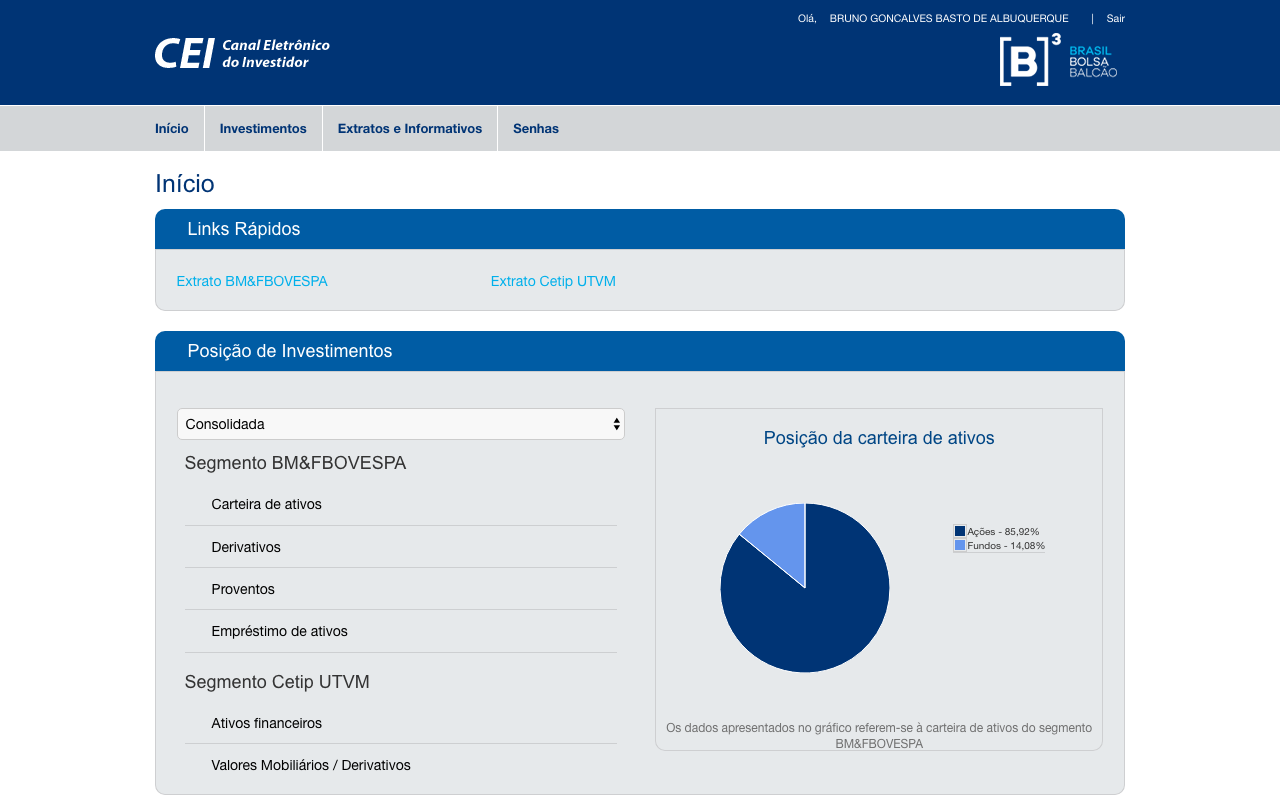 Olá, BRUNO GONCALVES BASTO DE ALBUQUERQUE | Sair
CEI Canal Eletrônico
do Investidor
[B]3 BRASIL
BOLSA
BALCÃO
Início Investimentos Extratos e Informativos Senhas
Início
Links Rápidos
Extrato BM&FBOVESPA Extrato Cetip UTVM
Posição de Investimentos
Consolidada
Segmento BM&FBOVESPA
Carteira de ativos
Derivativos
Proventos
Empréstimo de ativos
Segmento Cetip UTVM
Ativos financeiros
Valores Mobiliários / Derivativos
Posição da carteira de ativos
Ações - 85,92%
Fundos - 14,08%
Os dados apresentados no gráfico referem-se à carteira de ativos do segmento
BM&FBOVESPA